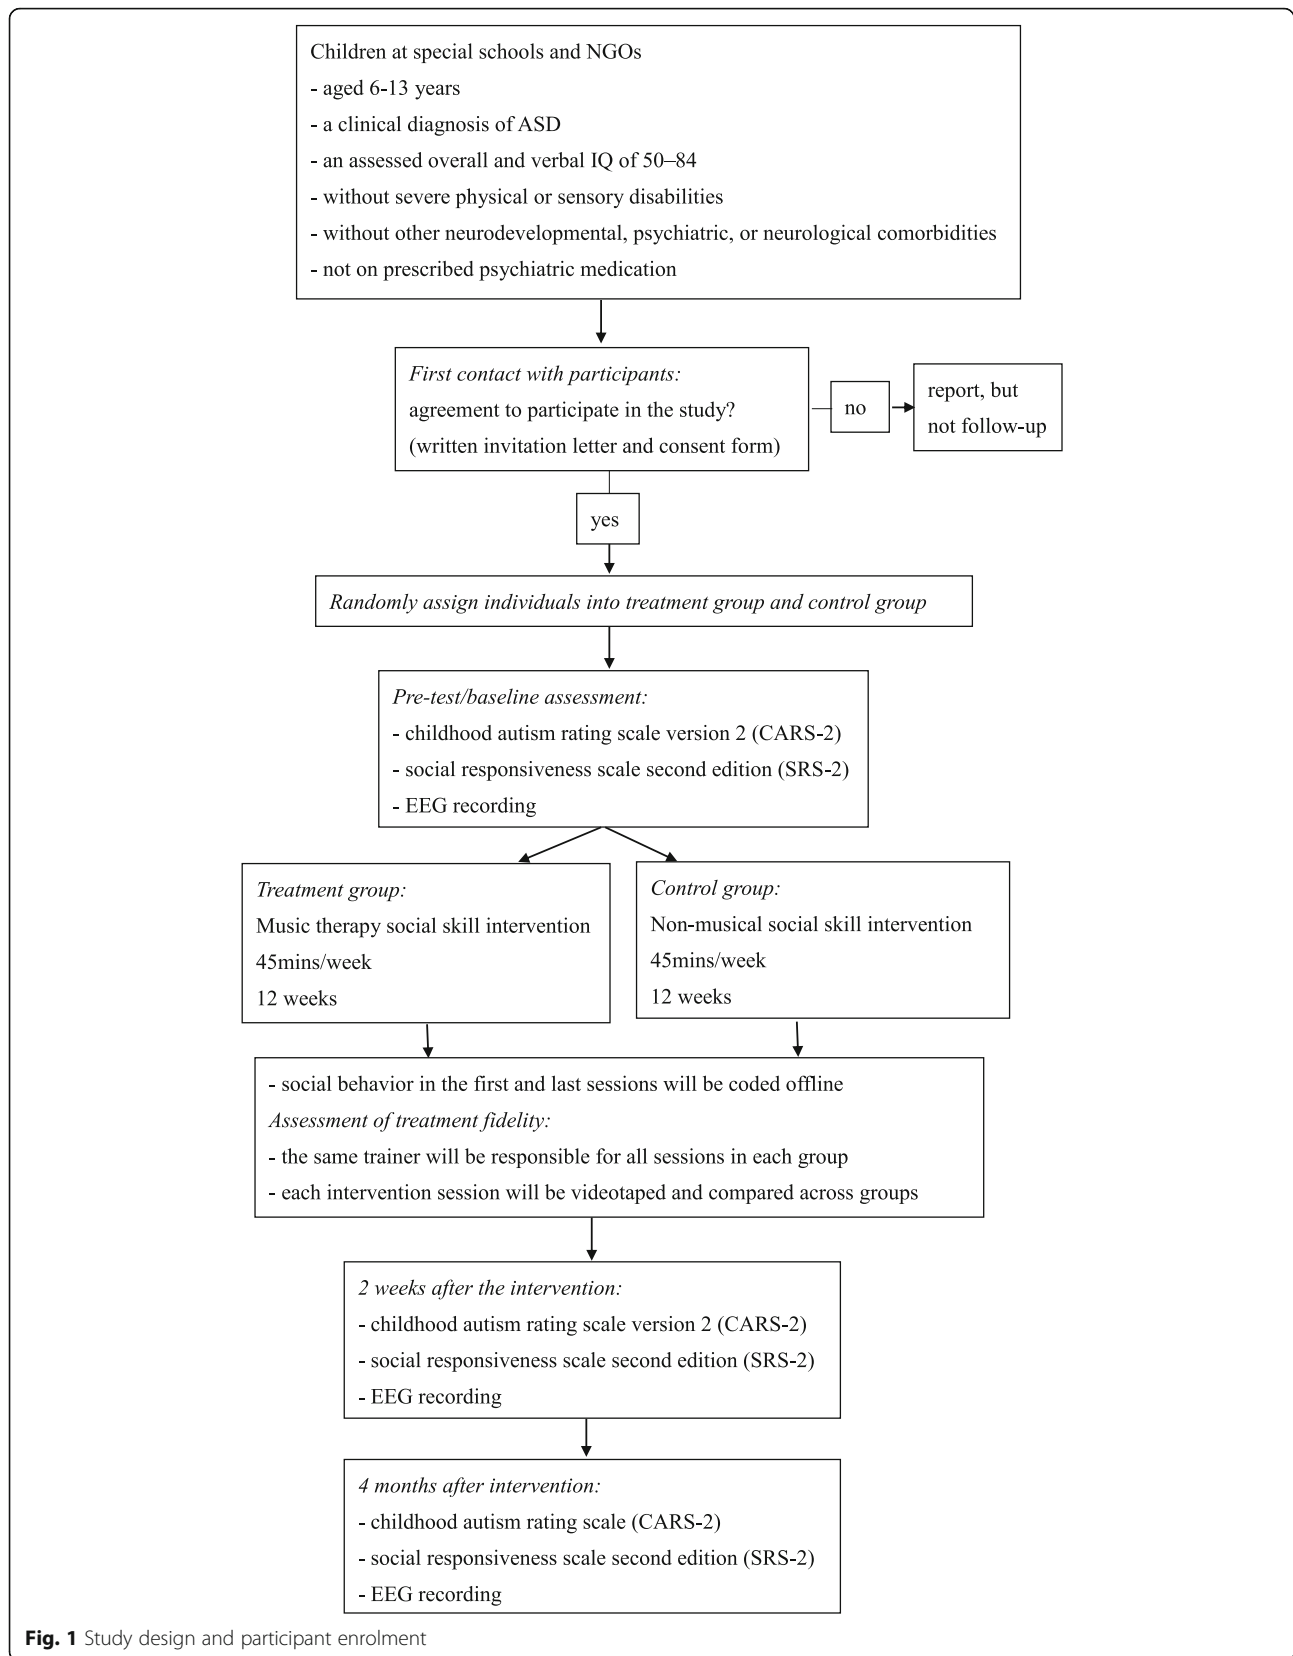 Children at special schools and NGOs
- aged 6-13 years
- a clinical diagnosis of ASD
- an assessed overall and verbal IQ of 50–84
- without severe physical or sensory disabilities
- without other neurodevelopmental, psychiatric, or neurological comorbidities
- not on prescribed psychiatric medication
First contact with participants:
agreement to participate in the study?
(written invitation letter and consent form)
no
report, but
not follow-up
yes
Randomly assign individuals into treatment group and control group
Pre-test/baseline assessment:
- childhood autism rating scale version 2 (CARS-2)
- social responsiveness scale second edition (SRS-2)
- EEG recording
Treatment group:
Music therapy social skill intervention
45mins/week
12 weeks
Control group:
Non-musical social skill intervention
45mins/week
12 weeks
- social behavior in the first and last sessions will be coded offline
Assessment of treatment fidelity:
- the same trainer will be responsible for all sessions in each group
- each intervention session will be videotaped and compared across groups
2 weeks after the intervention:
- childhood autism rating scale version 2 (CARS-2)
- social responsiveness scale second edition (SRS-2)
- EEG recording
4 months after intervention:
- childhood autism rating scale (CARS-2)
- social responsiveness scale second edition (SRS-2)
- EEG recording
Fig. 1 Study design and participant enrolment